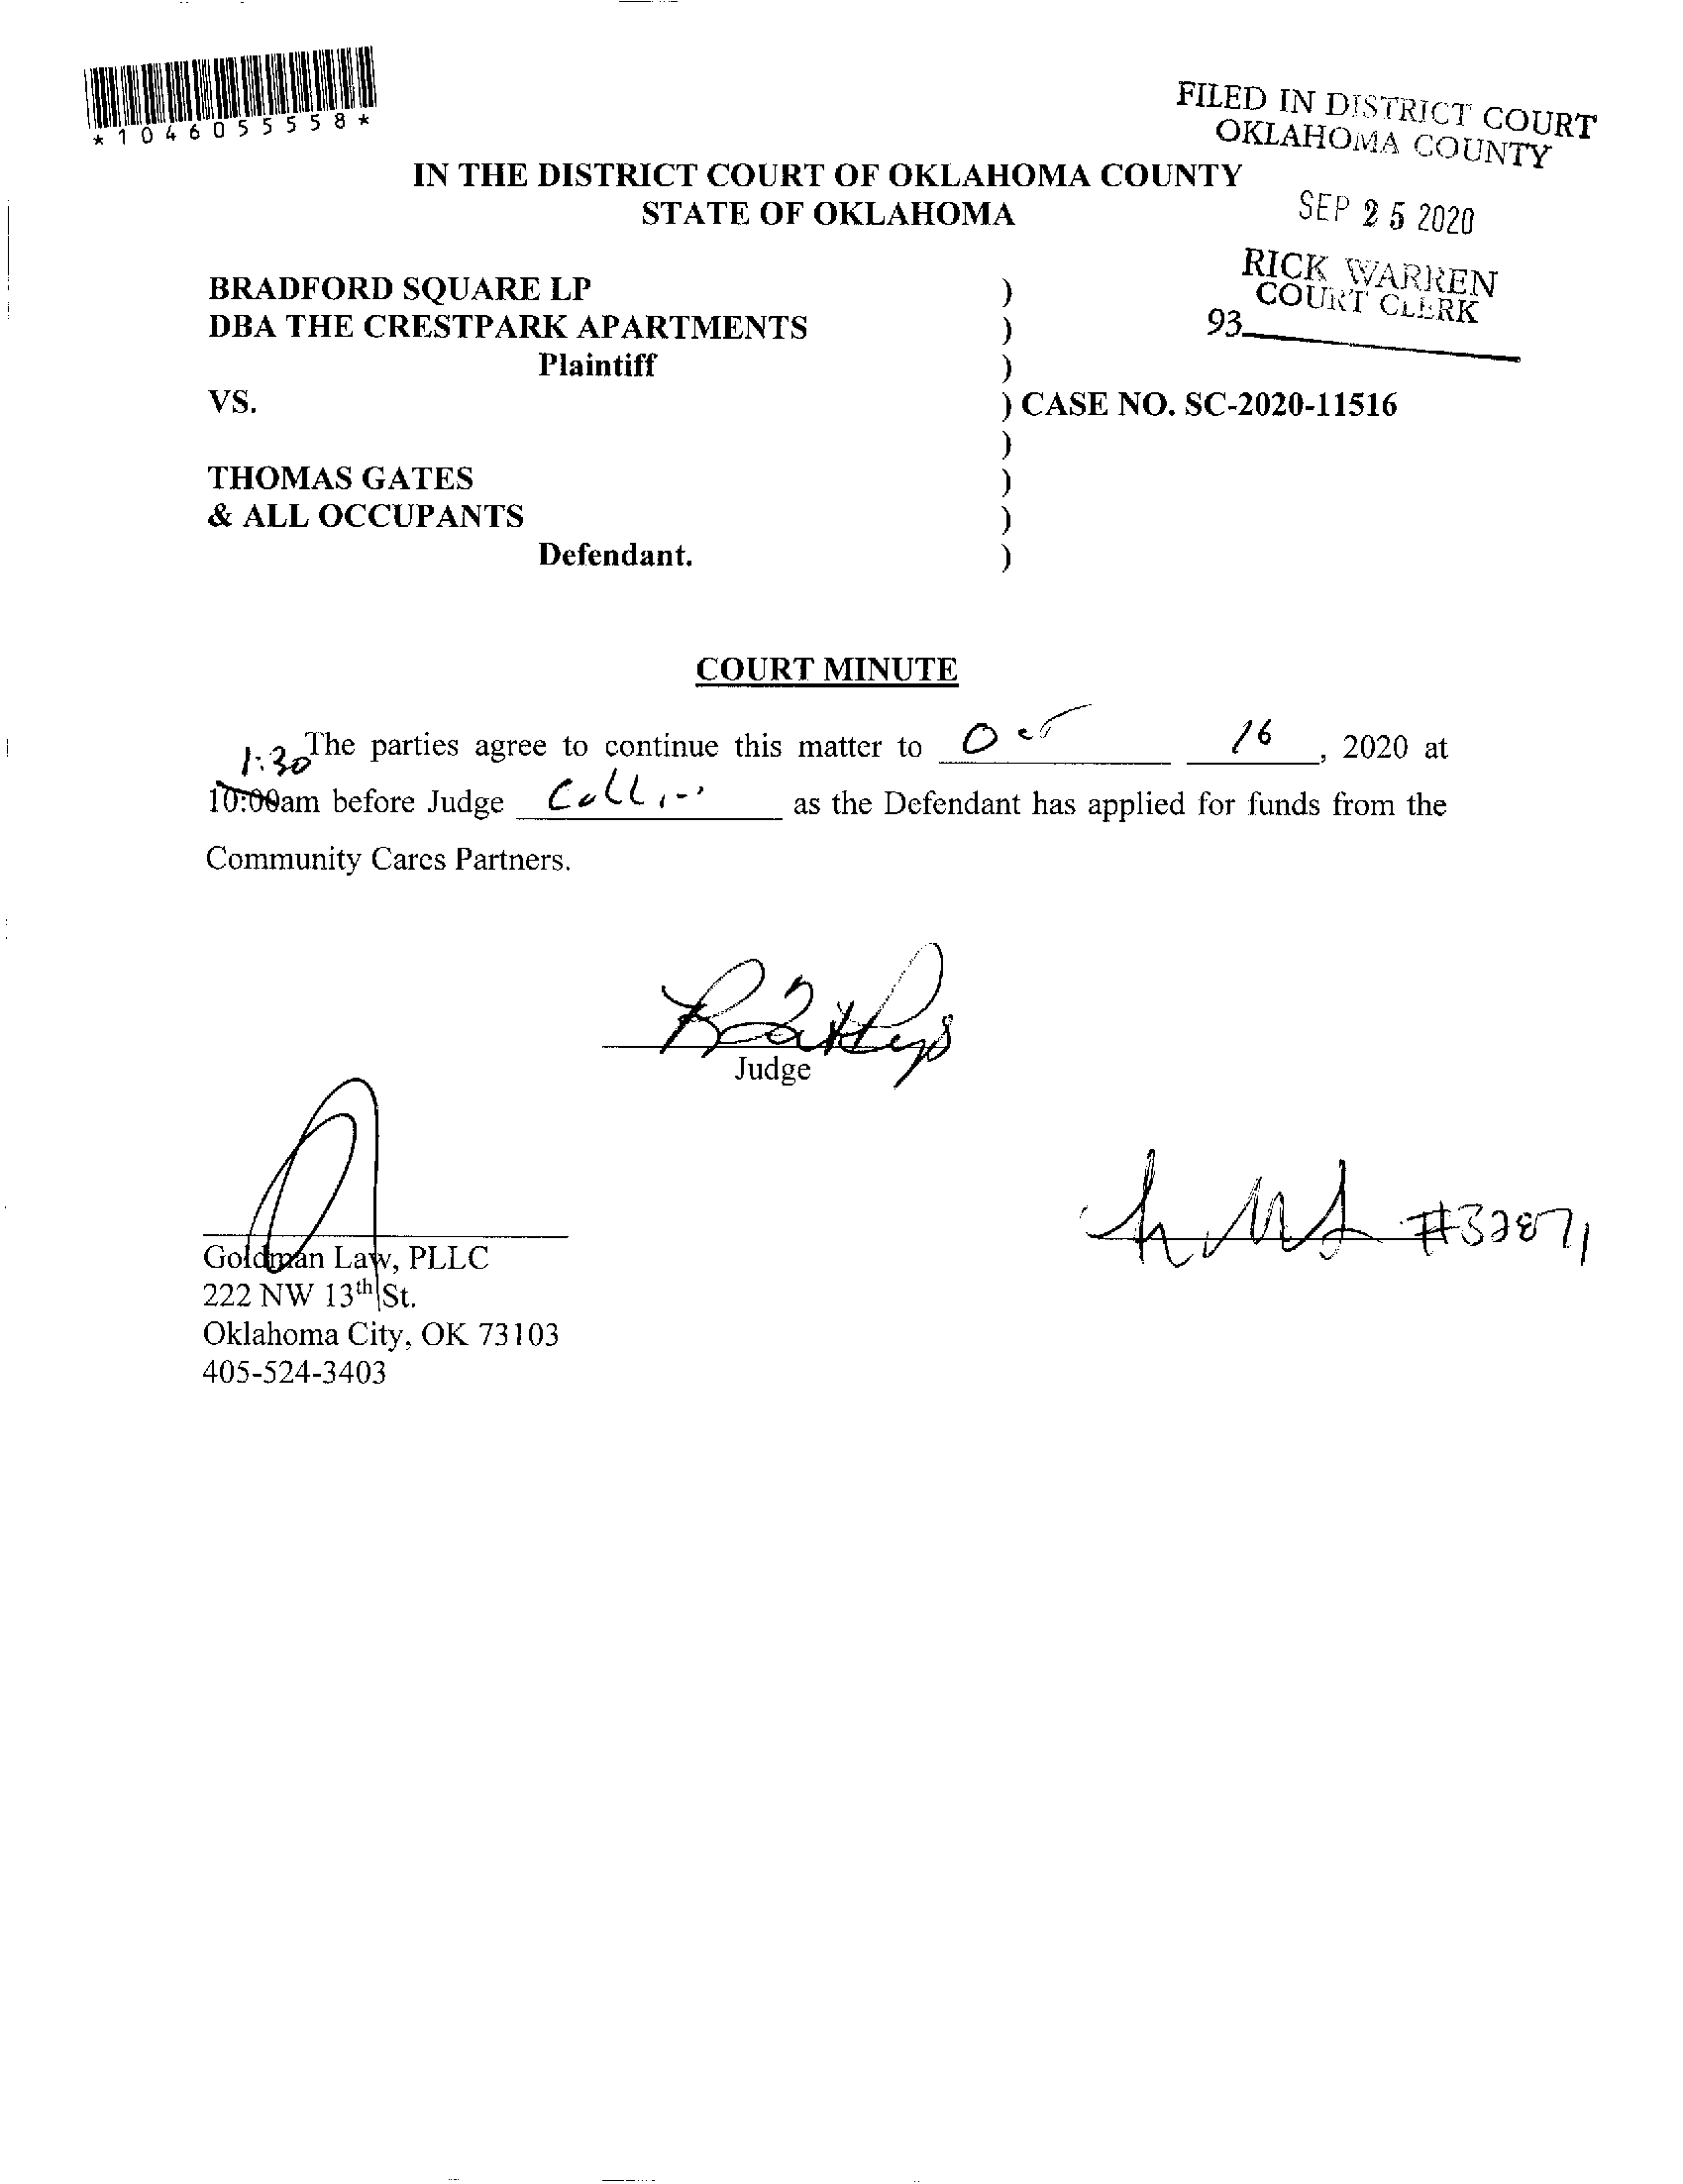 *1046055558*
FILED IN DISTRICT COURT
OKLAHOMA COUNTY
IN THE DISTRICT COURT OF OKLAHOMA COUNTY
STATE OF OKLAHOMA
SEP 25 2020
RICK WARREN
COURT CLERK
93
BRADFORD SQUARE LP )
DBA THE CRESTPARK APARTMENTS )
Plaintiff )
VS. ) CASE NO. SC-2020-11516
)
THOMAS GATES )
& ALL OCCUPANTS )
Defendant. )
COURT MINUTE
The parties agree to continue this matter to Oct 16, 2020 at
1:30
10:00am before Judge Collins as the Defendant has applied for funds from the
Community Cares Partners.
Judge
#32871
Goldman Law, PLLC
222 NW 13th St.
Oklahoma City, OK 73103
405-524-3403